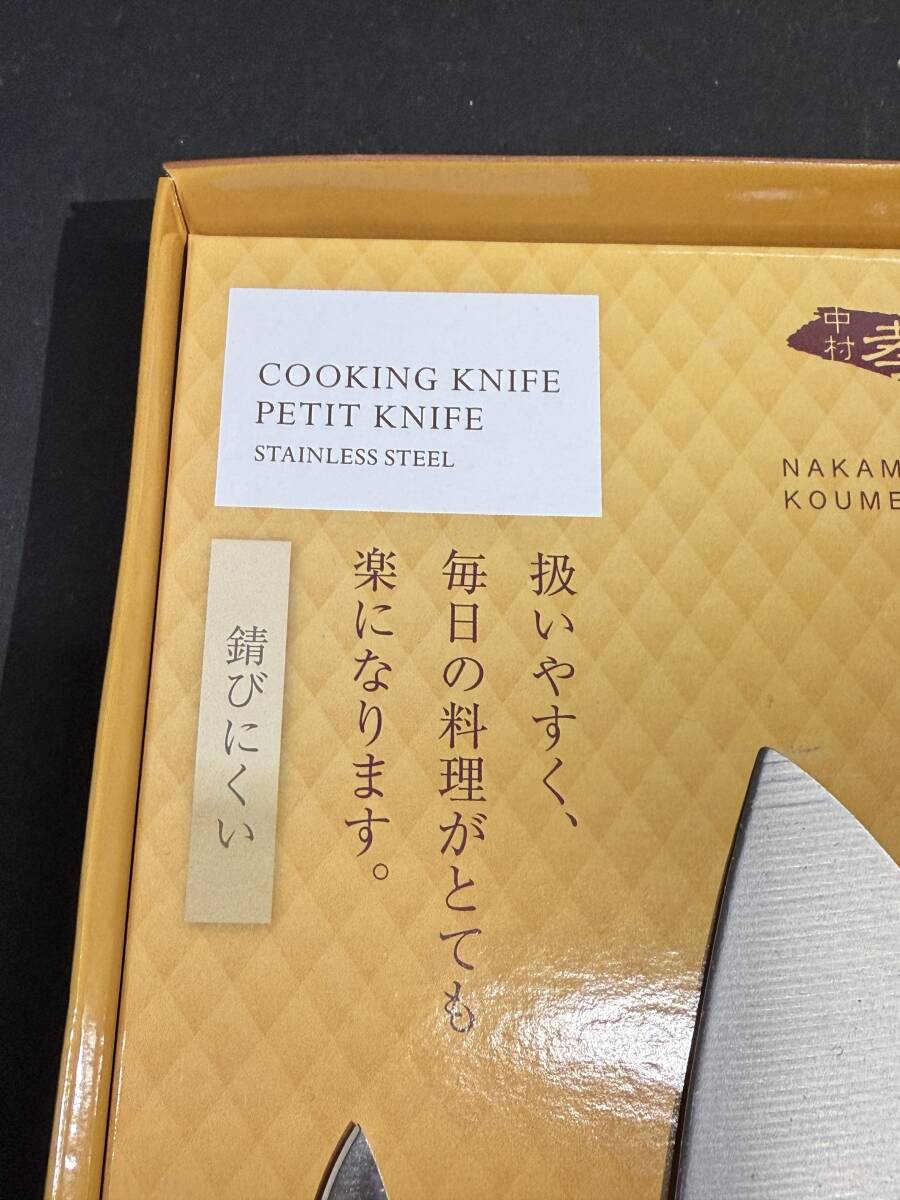 COOKING KNIFE
PETIT KNIFE
STAINLESS STEEL
中村
NAKAM
KOUME
扱いやすく、
毎日の料理がとても
楽になります。
錆びにくい